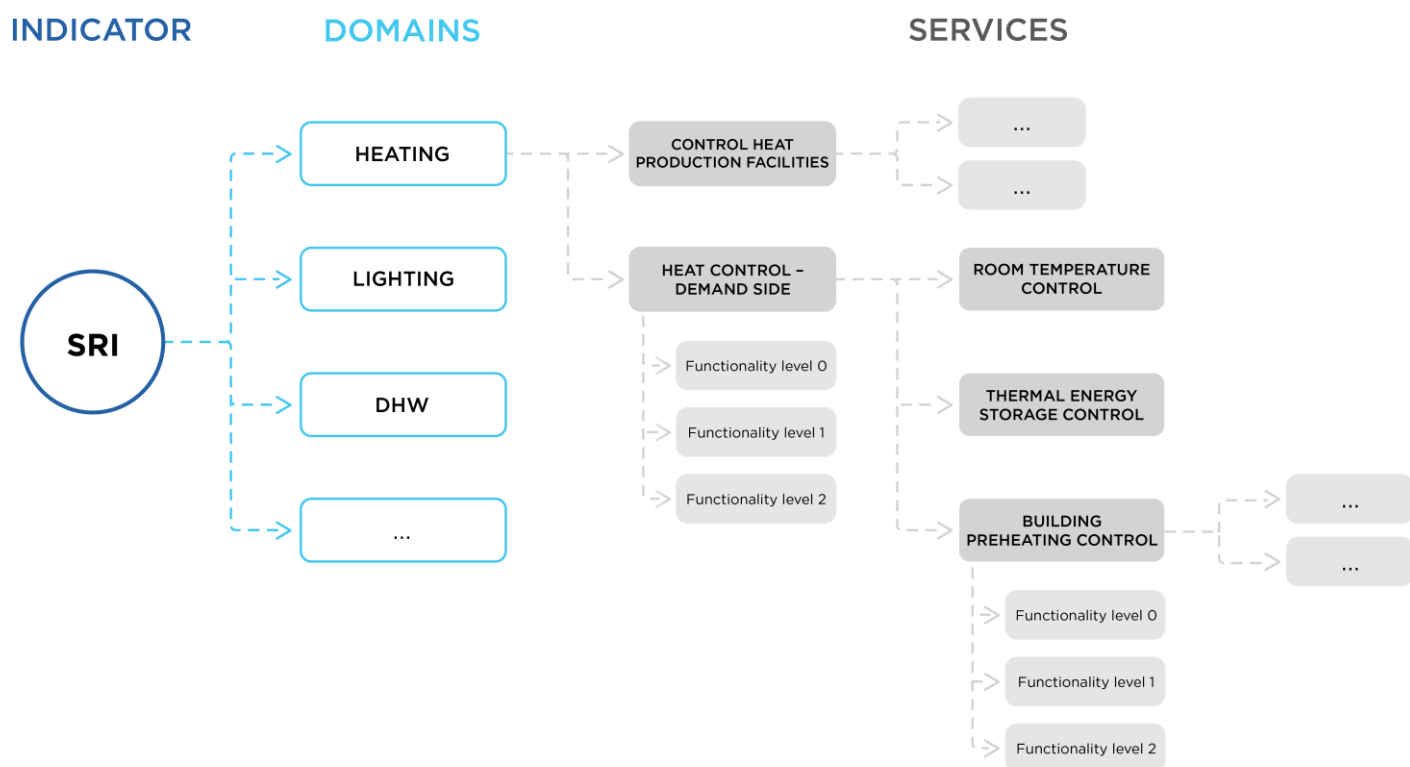 INDICATOR
DOMAINS
SERVICES
SRI
HEATING
LIGHTING
DHW
...
CONTROL HEAT
PRODUCTION FACILITIES
HEAT CONTROL –
DEMAND SIDE
Functionality level 0
Functionality level 1
Functionality level 2
...
...
ROOM TEMPERATURE
CONTROL
THERMAL ENERGY
STORAGE CONTROL
BUILDING
PREHEATING CONTROL
Functionality level 0
Functionality level 1
Functionality level 2
...
...